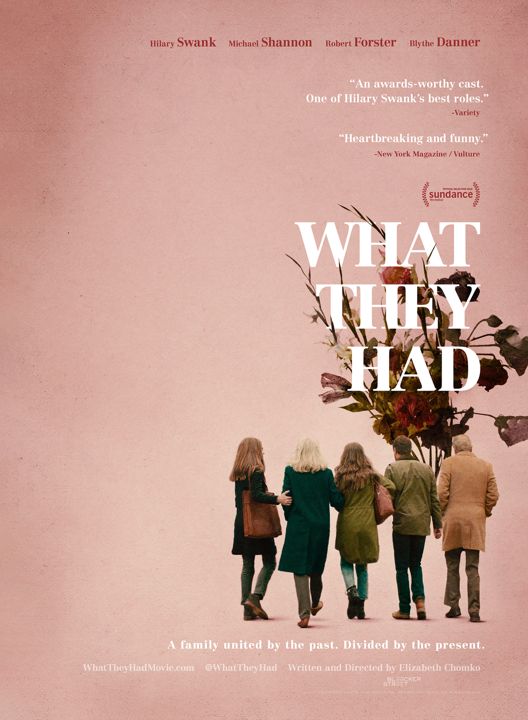 Hilary Swank Michael Shannon Robert Forster Blythe Danner
“An awards-worthy cast.
One of Hilary Swank’s best roles.”
-Variety
“Heartbreaking and funny.”
-New York Magazine / Vulture
sundance
WHAT
THEY
HAD
A family united by the past. Divided by the present.
WhatTheyHadMovie.com @WhatTheyHad Written and Directed by Elizabeth Chomko
BLEECKER
STREET